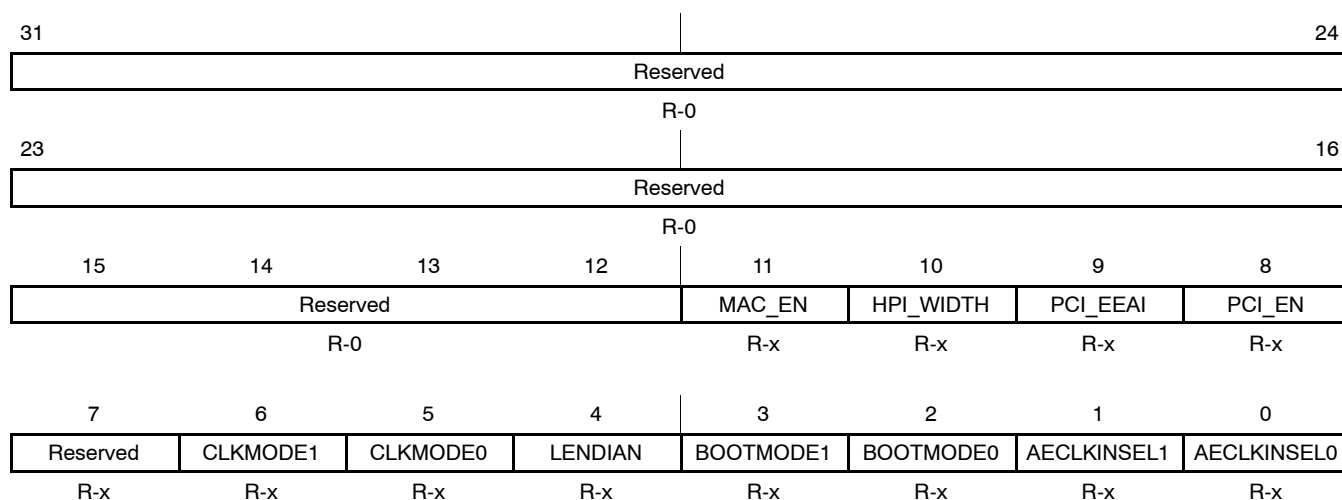 31 24
Reserved
R-0
23 16
Reserved
R-0
15 14 13 12 11 10 9 8
Reserved MAC_EN HPI_WIDTH PCI_EEAI PCI_EN
R-0 R-x R-x R-x R-x
7 6 5 4 3 2 1 0
Reserved CLKMODE1 CLKMODE0 LENDIAN BOOTMODE1 BOOTMODE0 AECLKINSEL1 AECLKINSEL0
R-x R-x R-x R-x R-x R-x R-x R-x